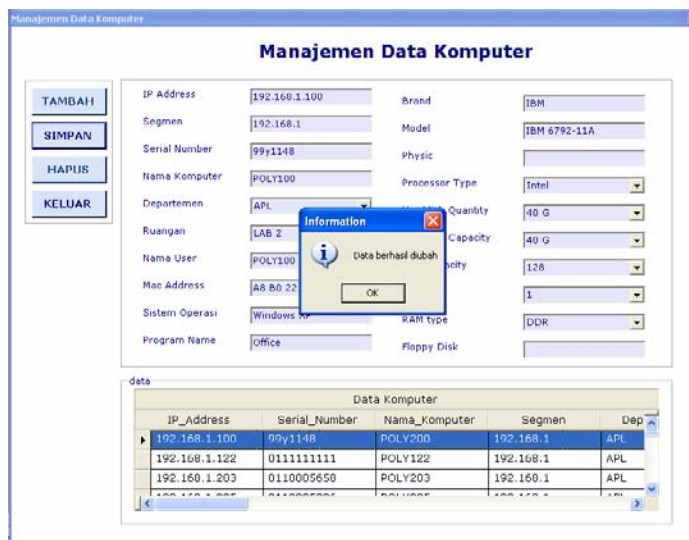 Manajemen Data Komputer
Manajemen Data Komputer
TAMBAH
SIMPAN
HAPUS
KELUAR
IP Address 192.168.1.100
Segmen 192.168.1
Serial Number 99y1148
Nama Komputer POLY100
Departemen APL
Ruangan LAB 2
Nama User POLY100
Mac Address A8 B0 22
Sistem Operasi Windows XP
Program Name Office
Brand IBM
Model IBM 6792-11A
Physic
Processor Type Intel
Quantity 40 G
Capacity 40 G
128
1
RAM type DDR
Floppy Disk
Information
Data berhasil diubah
OK
data
Data Komputer
IP_Address Serial_Number Nama_Komputer Segmen Dep
192.168.1.100 99y1148 POLY200 192.168.1 APL
192.168.1.122 0111111111 POLY122 192.168.1 APL
192.168.1.203 0110005650 POLY203 192.168.1 APL